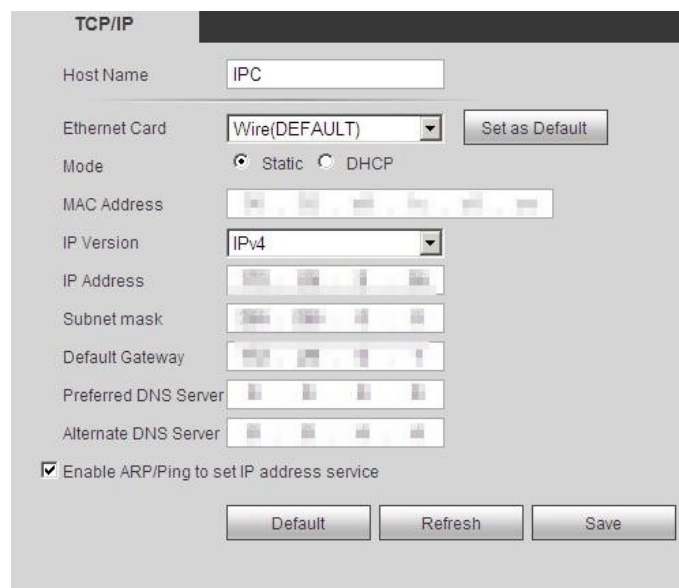 TCP/IP
Host Name IPC
Ethernet Card Wire(DEFAULT) Set as Default
Mode Static DHCP
MAC Address
IP Version IPv4
IP Address
Subnet mask
Default Gateway
Preferred DNS Server
Alternate DNS Server
Enable ARP/Ping to set IP address service
Default Refresh Save